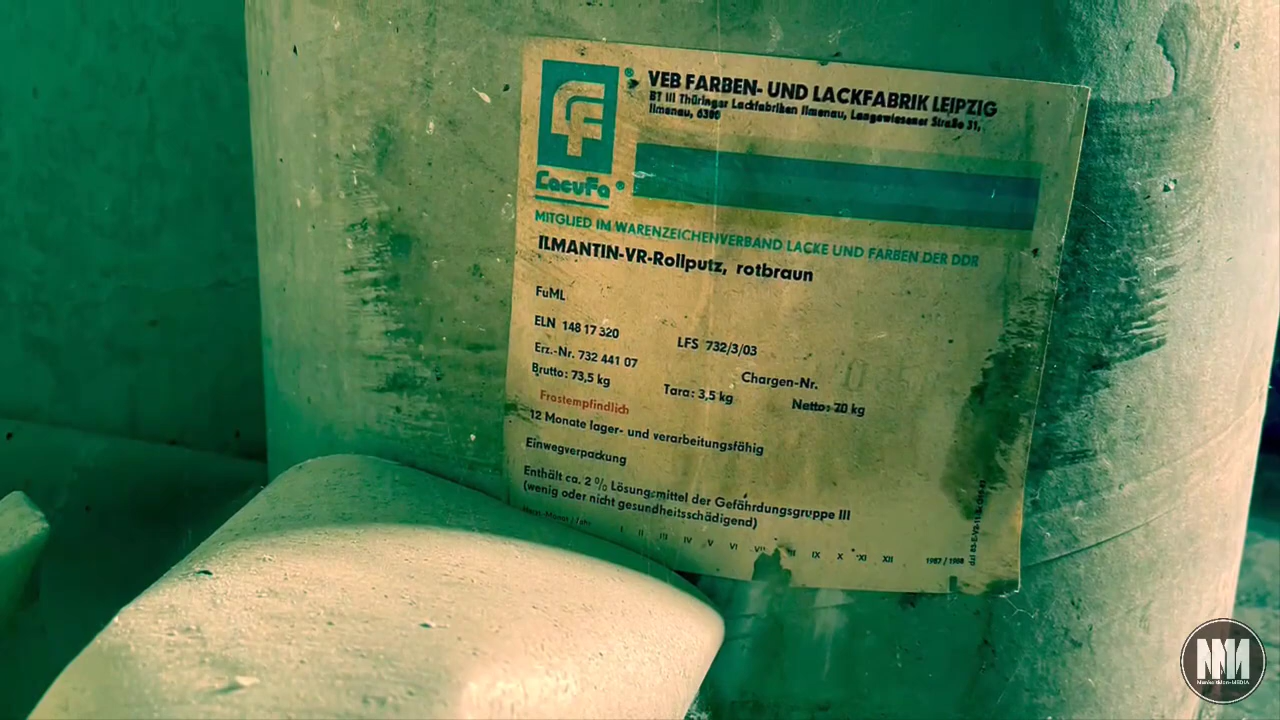 VEB FARBEN- UND LACKFABRIK LEIPZIG
BT III Thüringer Lackfabriken Ilmenau, Langewiesener Straße 31,
Ilmenau, 6300
LacuFa ®
MITGLIED IM WARENZEICHENVERBAND LACKE UND FARBEN DER DDR
ILMANTIN-VR-Rollputz, rotbraun
FuML
ELN 148 17 320 LFS 732/3/03
Erz.-Nr. 732 441 07 Chargen-Nr.
Brutto: 73,5 kg Tara: 3,5 kg Netto: 70 kg
Frostempfindlich
12 Monate lager- und verarbeitungsfähig
Einwegverpackung
Enthält ca. 2 % Lösungsmittel der Gefährdungsgruppe III
(wenig oder nicht gesundheitsschädigend)
I II III IV V VI VII IX X XI XII 1987 / 1988